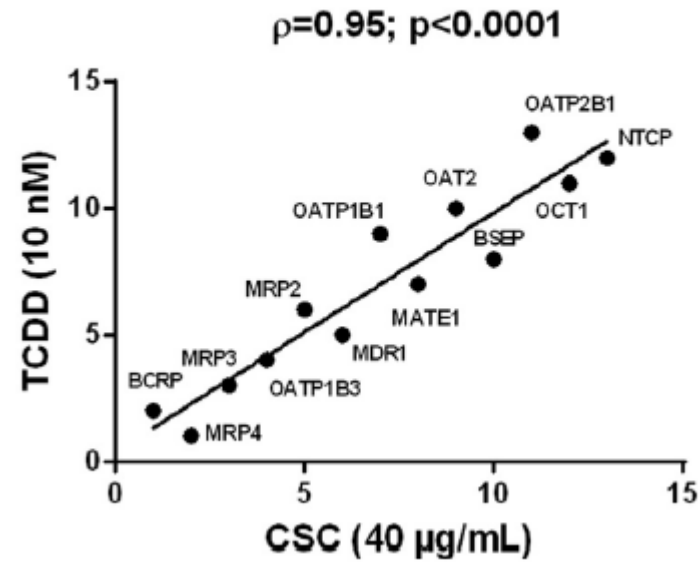 ρ=0.95; p<0.0001
15
OATP2B1
NTCP
TCDD (10 nM)
10
OATP1B1
OAT2
OCT1
BSEP
MRP2
MATE1
5
MDR1
MRP3
BCRP
OATP1B3
MRP4
0
0 5 10 15
CSC (40 µg/mL)